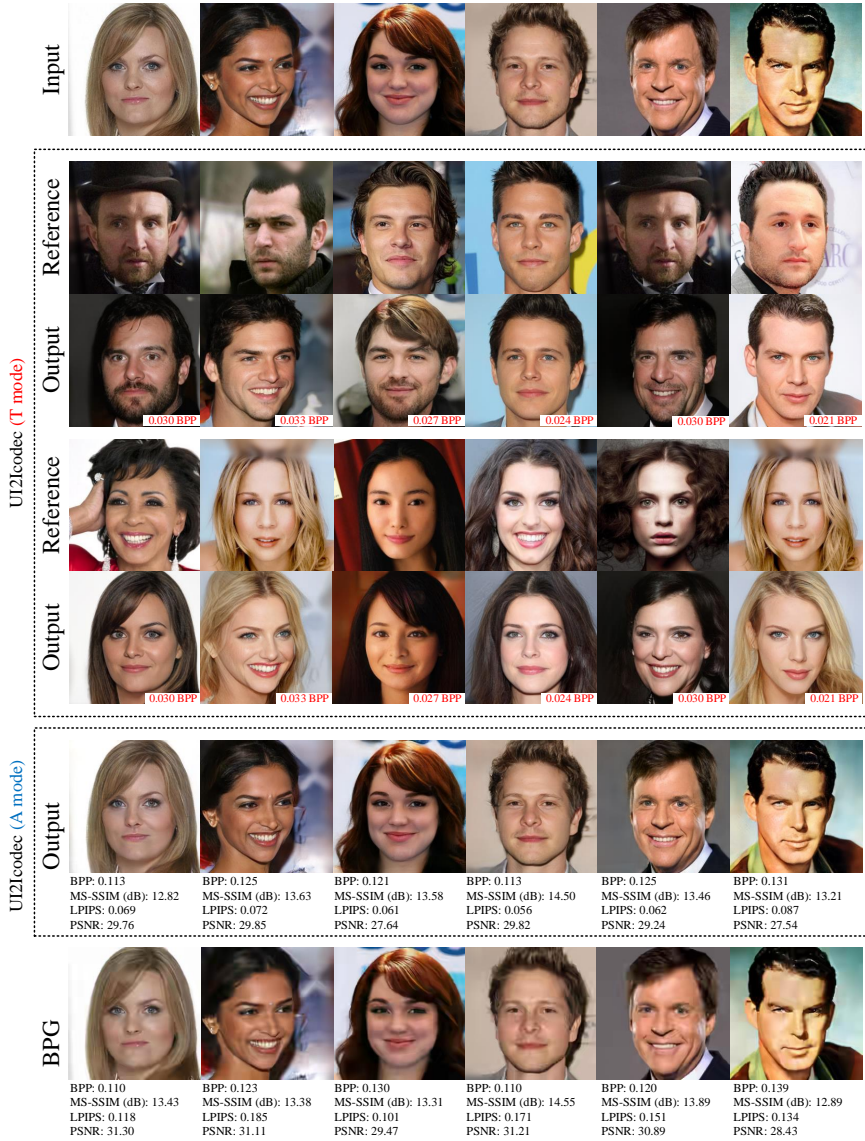 Input
UI2Icodec (T mode)
Reference
Output
0.030 BPP
0.033 BPP
0.027 BPP
0.024 BPP
0.030 BPP
0.021 BPP
Reference
Output
0.030 BPP
0.033 BPP
0.027 BPP
0.024 BPP
0.030 BPP
0.021 BPP
UI2Icodec (A mode)
Output
BPP: 0.113
MS-SSIM (dB): 12.82
LPIPS: 0.069
PSNR: 29.76
BPP: 0.125
MS-SSIM (dB): 13.63
LPIPS: 0.072
PSNR: 29.85
BPP: 0.121
MS-SSIM (dB): 13.58
LPIPS: 0.061
PSNR: 27.64
BPP: 0.113
MS-SSIM (dB): 14.50
LPIPS: 0.056
PSNR: 29.82
BPP: 0.125
MS-SSIM (dB): 13.46
LPIPS: 0.062
PSNR: 29.24
BPP: 0.131
MS-SSIM (dB): 13.21
LPIPS: 0.087
PSNR: 27.54
BPG
BPP: 0.110
MS-SSIM (dB): 13.43
LPIPS: 0.118
PSNR: 31.30
BPP: 0.123
MS-SSIM (dB): 13.38
LPIPS: 0.185
PSNR: 31.11
BPP: 0.130
MS-SSIM (dB): 13.31
LPIPS: 0.101
PSNR: 29.47
BPP: 0.110
MS-SSIM (dB): 14.55
LPIPS: 0.171
PSNR: 31.21
BPP: 0.120
MS-SSIM (dB): 13.89
LPIPS: 0.151
PSNR: 30.89
BPP: 0.139
MS-SSIM (dB): 12.89
LPIPS: 0.134
PSNR: 28.43